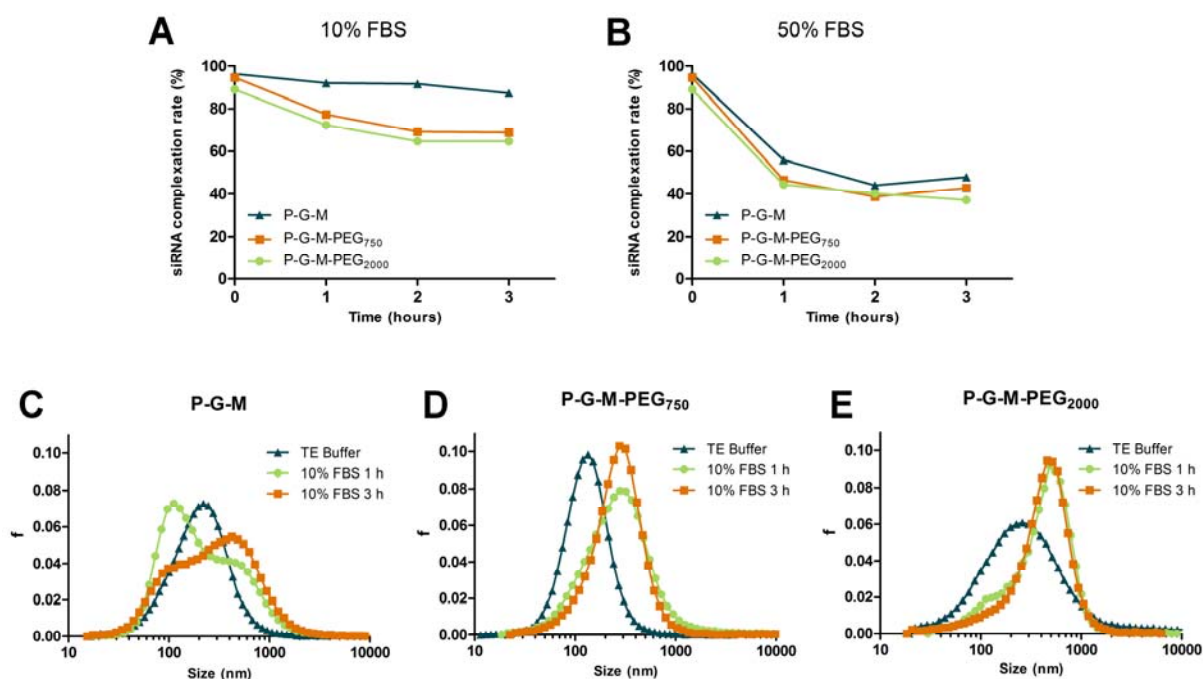 A
10% FBS
siRNA complexation rate (%)
100
80
60
40
20
0
P-G-M
P-G-M-PEG750
P-G-M-PEG2000
0 1 2 3
Time (hours)
B
50% FBS
siRNA complexation rate (%)
100
80
60
40
20
0
P-G-M
P-G-M-PEG750
P-G-M-PEG2000
0 1 2 3
Time (hours)
C
P-G-M
f
0.10
0.08
0.06
0.04
0.02
0.00
TE Buffer
10% FBS 1 h
10% FBS 3 h
10 100 1000 10000
Size (nm)
D
P-G-M-PEG750
0.10
0.08
0.06
0.04
0.02
0.00
TE Buffer
10% FBS 1 h
10% FBS 3 h
10 100 1000 10000
Size (nm)
E
P-G-M-PEG2000
f
0.10
0.08
0.06
0.04
0.02
0.00
TE Buffer
10% FBS 1 h
10% FBS 3 h
10 100 1000 10000
Size (nm)